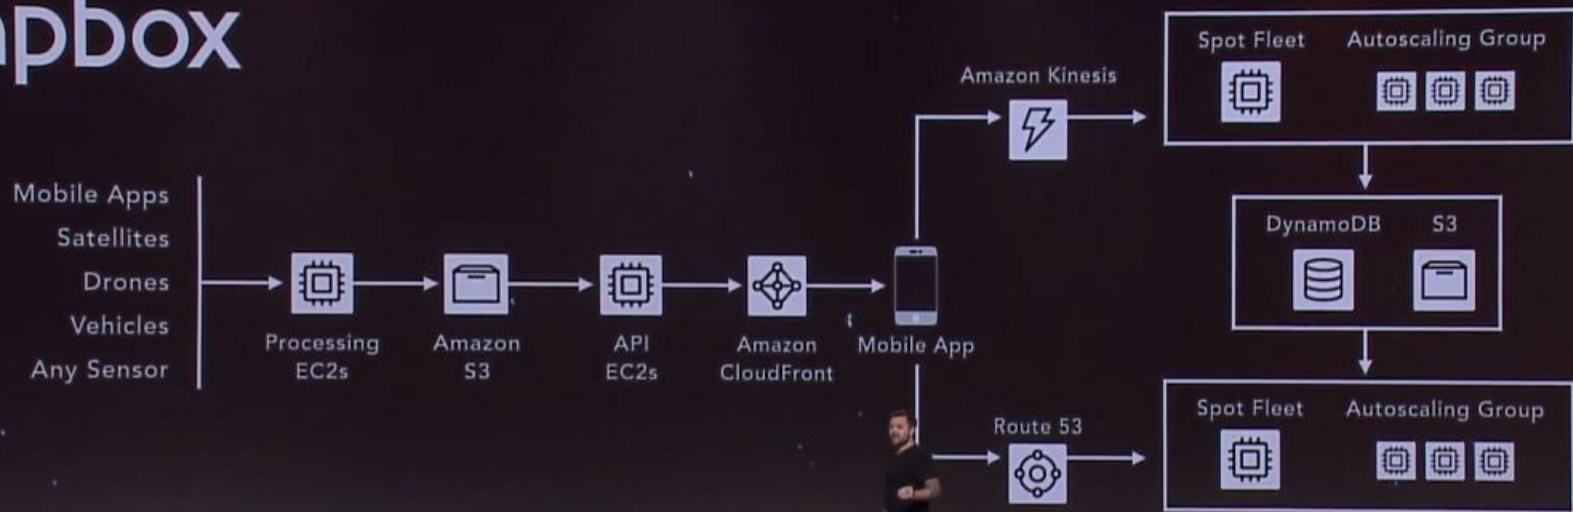 apbox
Mobile Apps
Satellites
Drones
Vehicles
Any Sensor
Processing
EC2s
Amazon
S3
API
EC2s
Amazon
CloudFront
Mobile App
Amazon Kinesis
Spot Fleet
Autoscaling Group
DynamoDB
S3
Route 53
Spot Fleet
Autoscaling Group